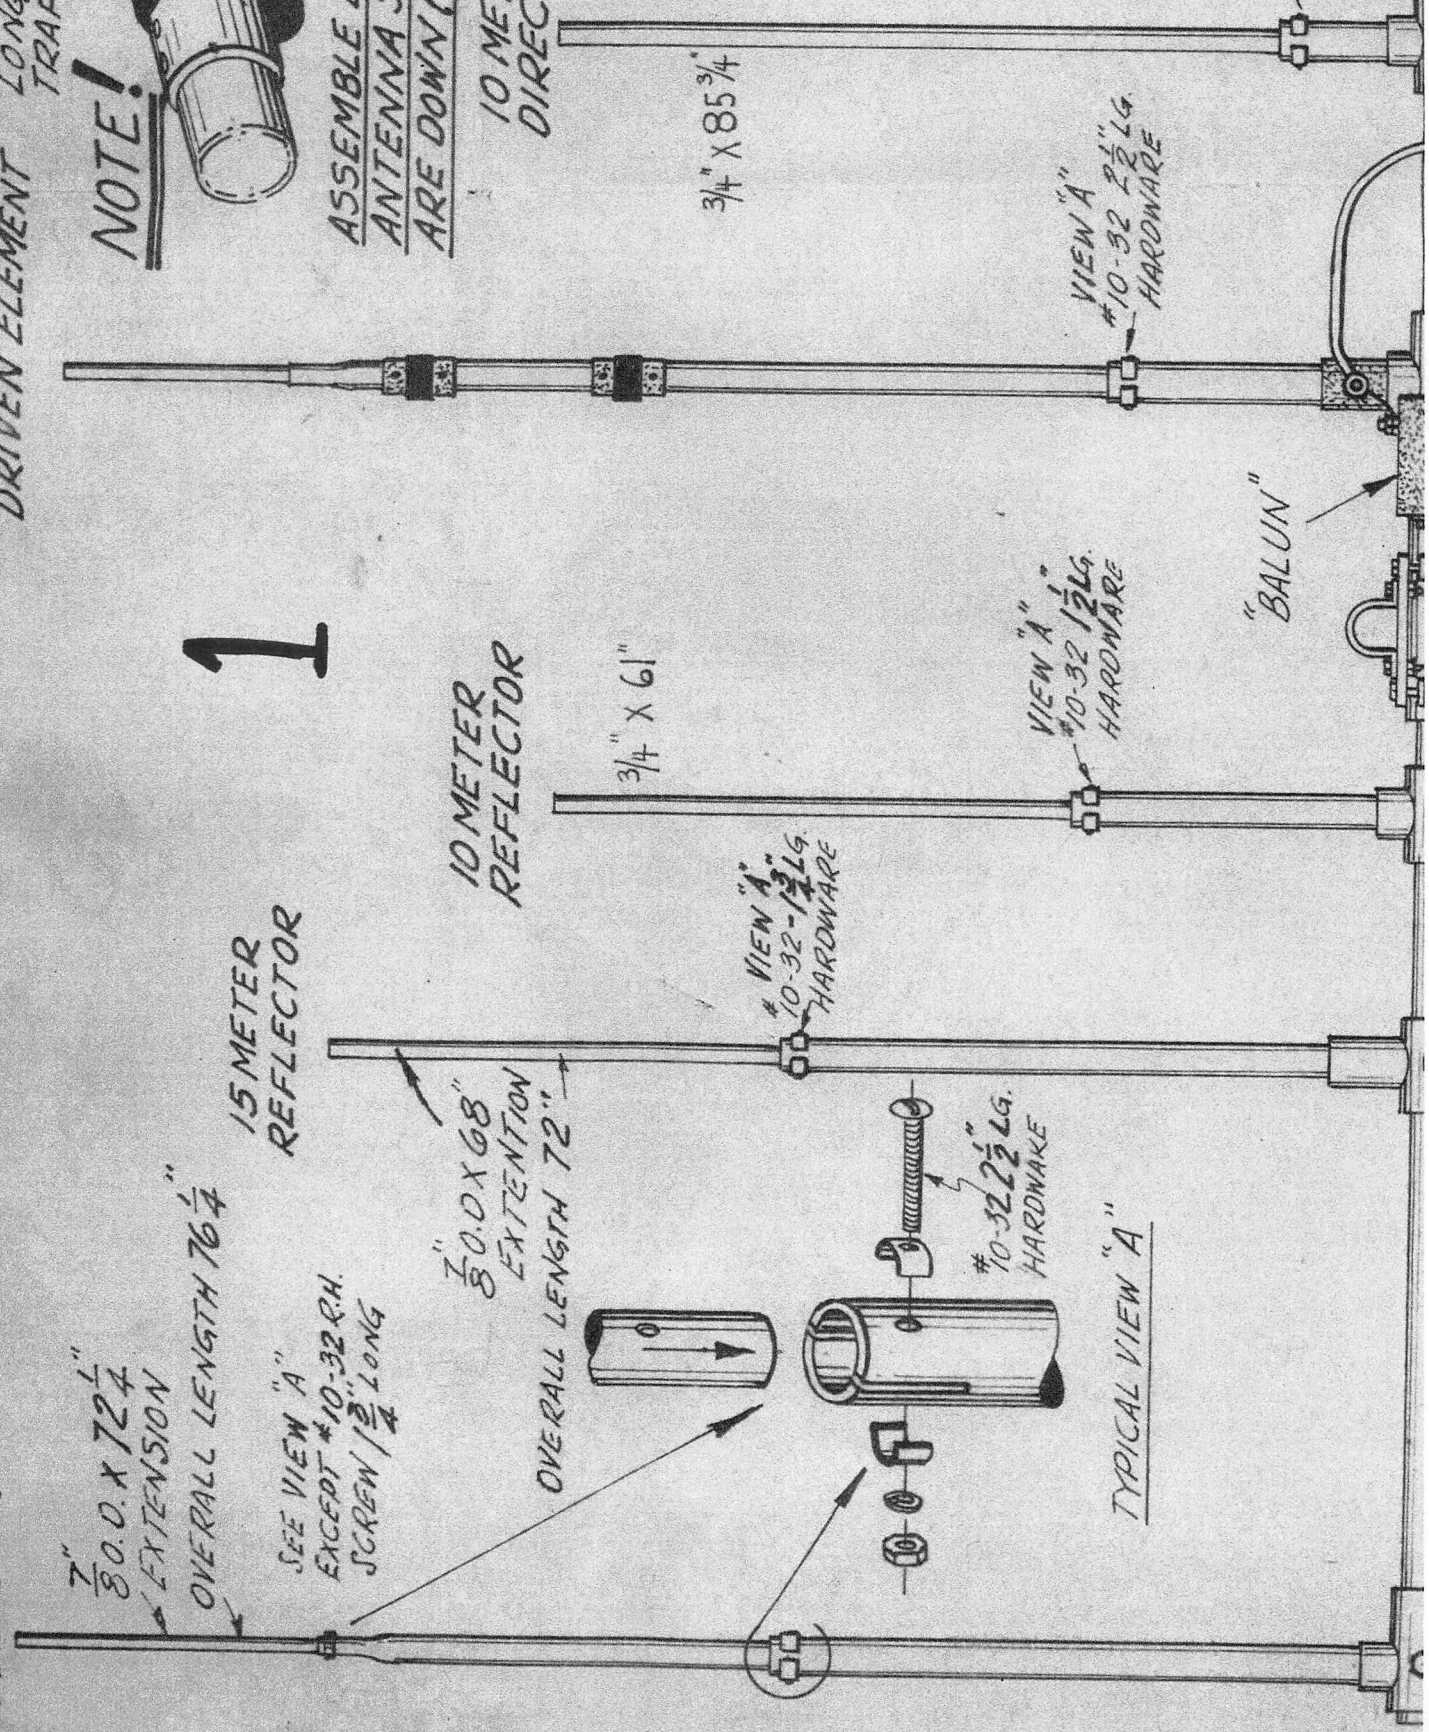 DRIVEN ELEMENT
NOTE!
ASSEMBLE
ANTENNA
ARE DOWN
10 MET
DIREC
3/4" X 85 3/4"
VIEW "A"
#10-32 2 1/2" LG.
HARDWARE
1
"BALUN"
10 METER
REFLECTOR
3/4" X 61"
VIEW "A"
#10-32 1 1/2" LG.
HARDWARE
15 METER
REFLECTOR
VIEW "A"
#10-32-1 3/4" LG.
HARDWARE
7/8" O.D X 68"
EXTENTION
OVERALL LENGTH 72"
#10-32 2 1/2" LG.
HARDWARE
TYPICAL VIEW "A"
7/8" O.D. X 72 1/4"
EXTENSION
OVERALL LENGTH 76 1/4"
SEE VIEW "A"
EXCEPT #10-32 R.H.
SCREW 1 3/4" LONG